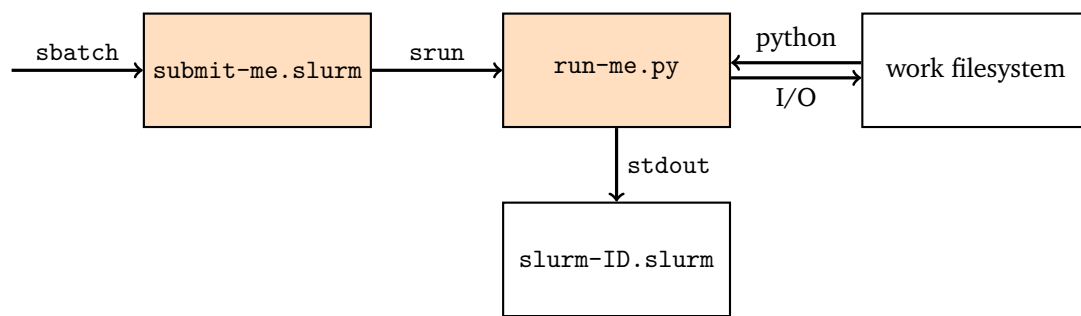 sbatch
submit-me.slurm
srun
run-me.py
python
I/O
work filesystem
stdout
slurm-ID.slurm